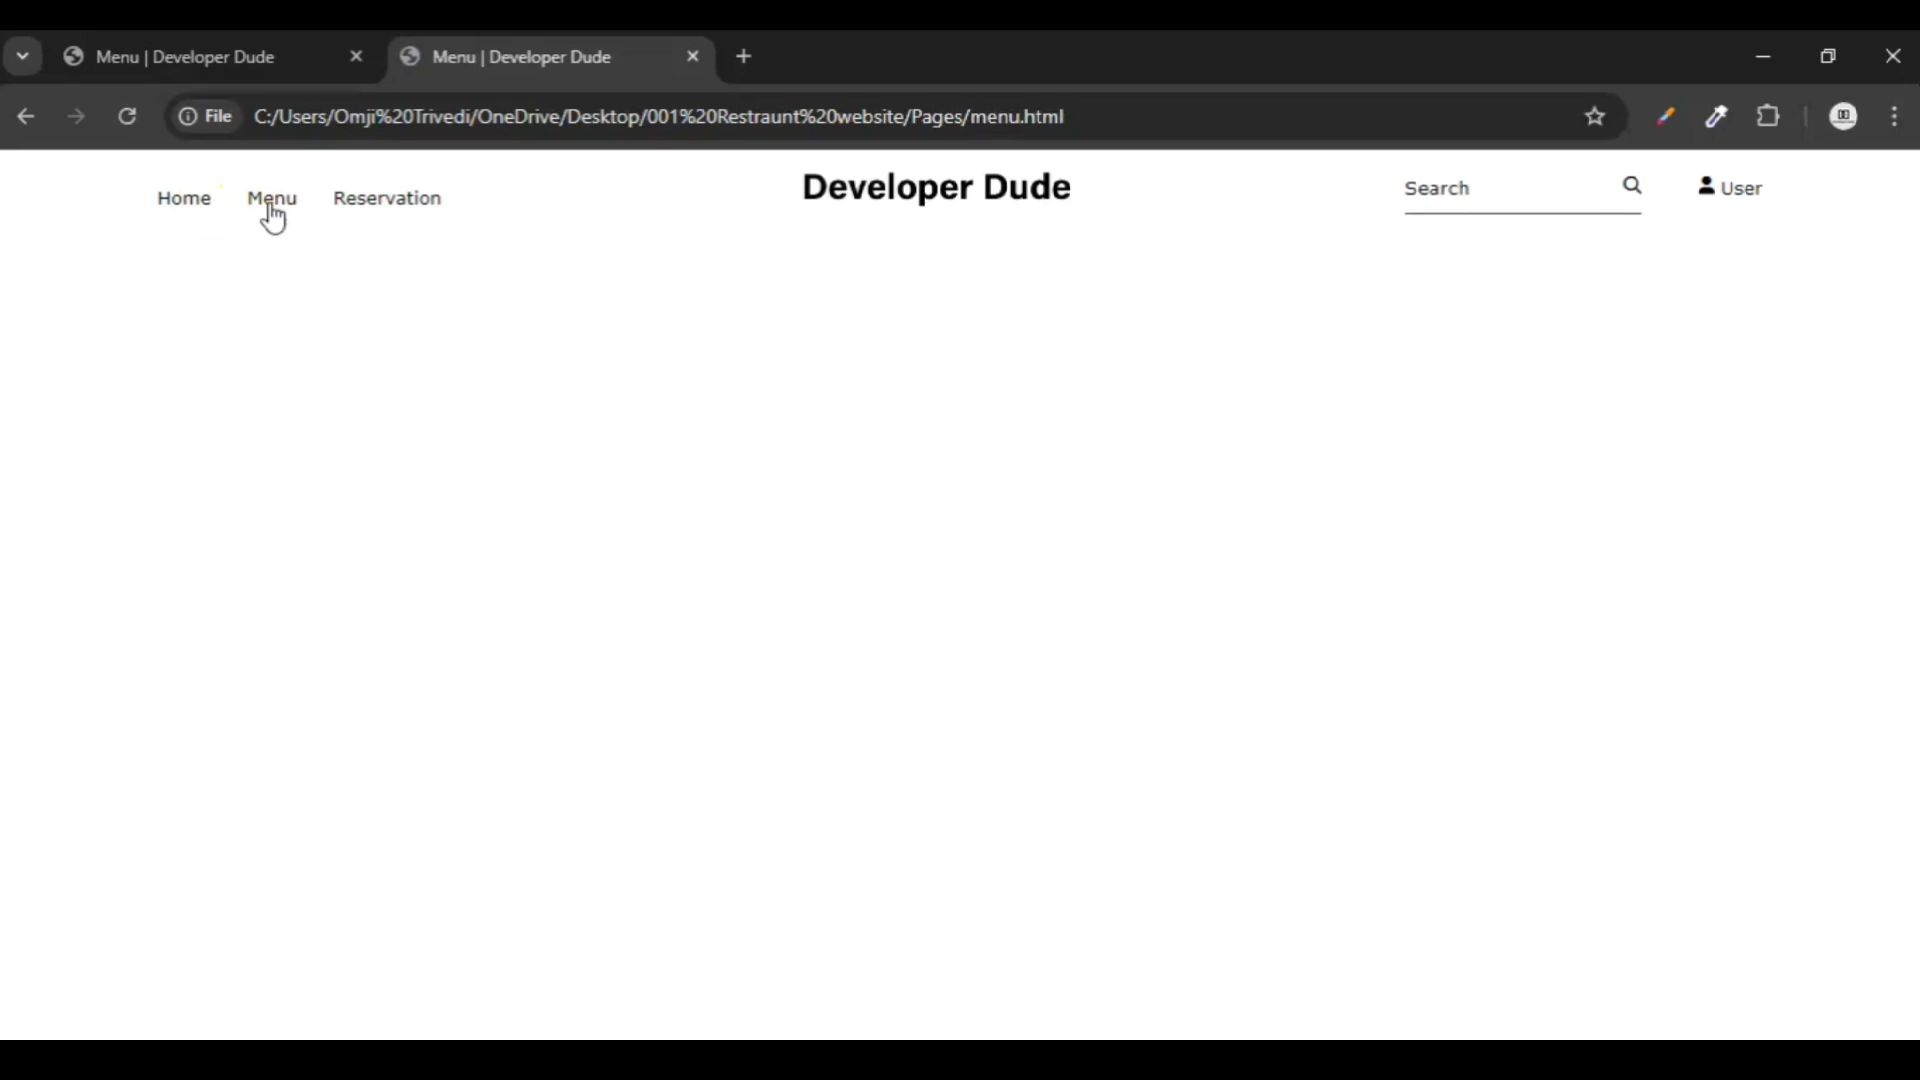 Menu | Developer Dude
Menu | Developer Dude
File
C:/Users/Omji%20Trivedi/OneDrive/Desktop/001%20Restraunt%20website/Pages/menu.html
Home
Menu
Reservation
Developer Dude
Search
User